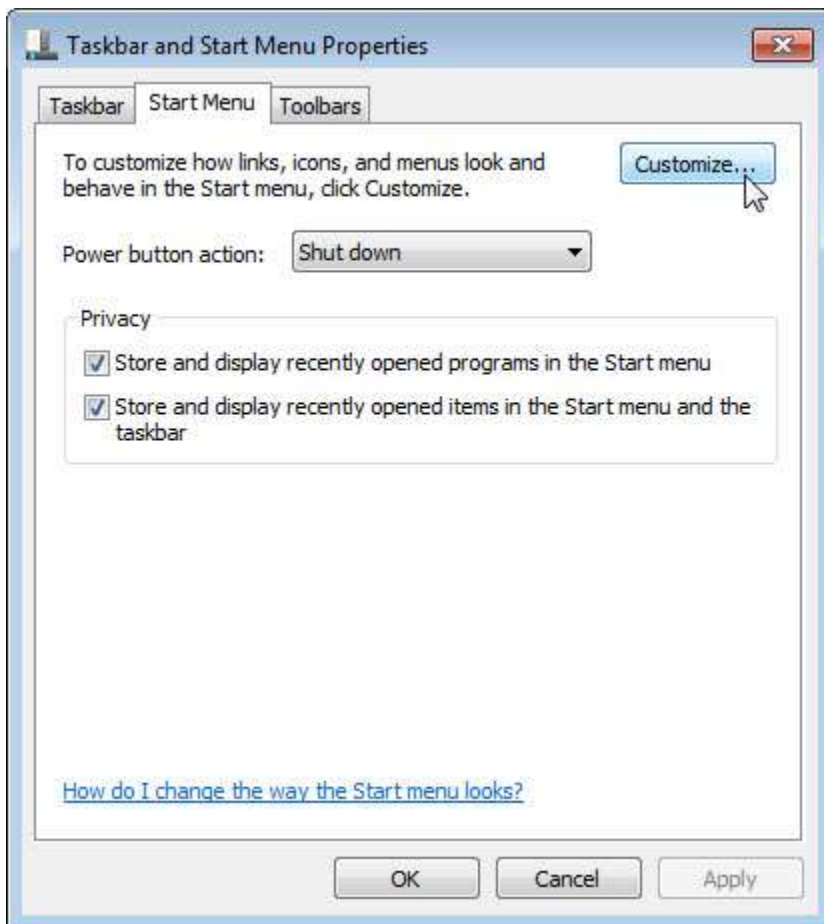 Taskbar and Start Menu Properties
Taskbar
Start Menu
Toolbars
To customize how links, icons, and menus look and
behave in the Start menu, click Customize.
Customize...
Power button action:
Shut down
Privacy
Store and display recently opened programs in the Start menu
Store and display recently opened items in the Start menu and the
taskbar
How do I change the way the Start menu looks?
OK
Cancel
Apply